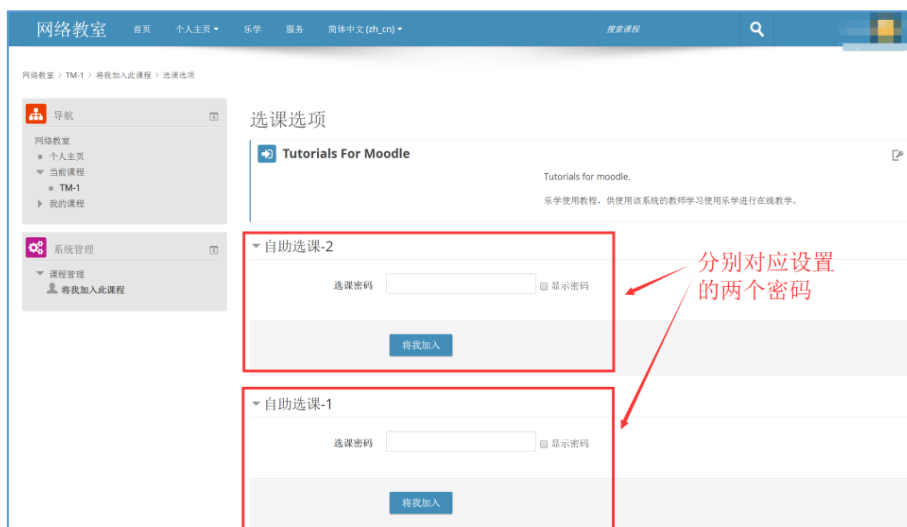 网络教室 首页 个人主页 乐学 服务 简体中文 (zh_cn) 搜索课程
网络教室 > TM-1 > 将我加入此课程 > 选课选项
导航
网络教室
个人主页
当前课程
TM-1
我的课程
系统管理
课程管理
将我加入此课程
选课选项
Tutorials For Moodle
Tutorials for moodle.
乐学使用教程，供使用该系统的教师学习使用乐学进行在线教学。
自助选课-2
选课密码 显示密码
将我加入
自助选课-1
选课密码 显示密码
将我加入
分别对应设置
的两个密码